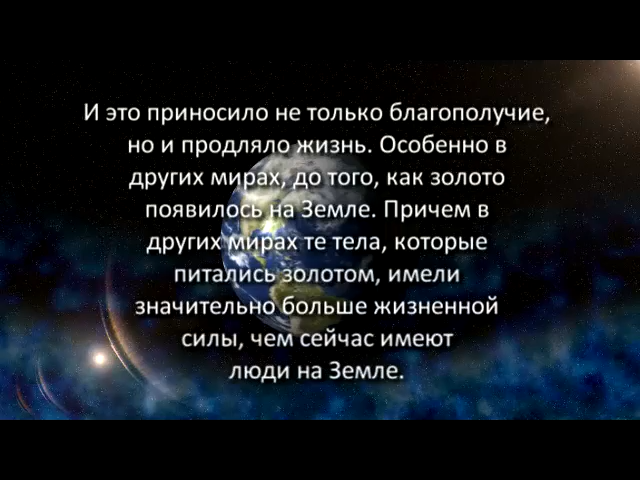 И это приносило не только благополучие,
но и продляло жизнь. Особенно в
других мирах, до того, как золото
появилось на Земле. Причем в
других мирах те тела, которые
питались золотом, имели
значительно больше жизненной
силы, чем сейчас имеют
люди на Земле.